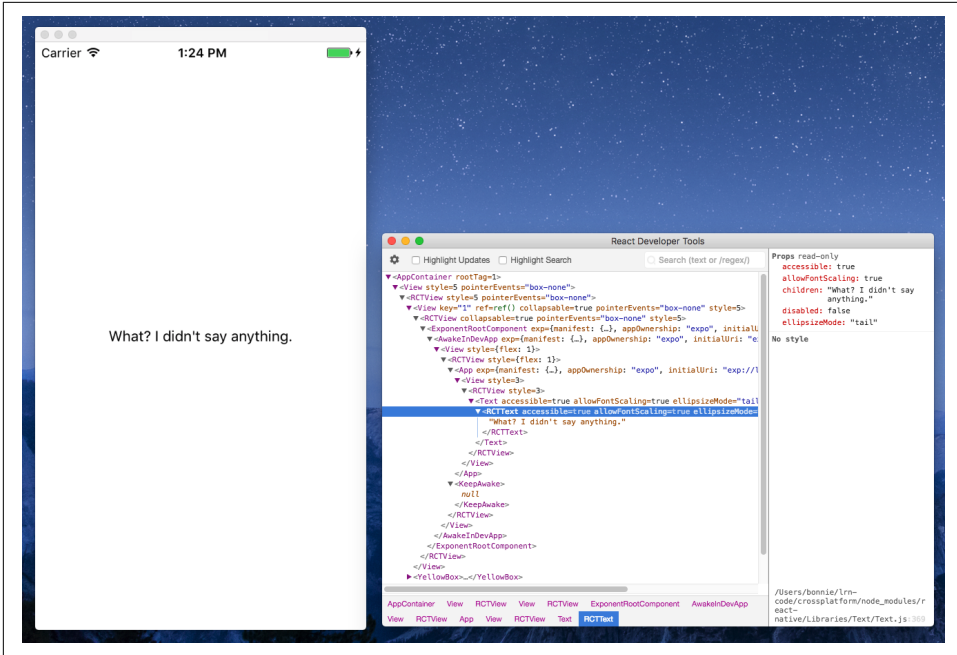 Carrier
1:24 PM
What? I didn't say anything.
React Developer Tools
Highlight Updates
Highlight Search
Search (text or /regex/)
▼<AppContainer rootTag=1>
▼<View style=5 pointerEvents="box-none">
▼<RCTView style=5 pointerEvents="box-none">
▼<View key="1" ref=ref() collapsable=true pointerEvents="box-none" style=5>
▼<RCTView collapsable=true pointerEvents="box-none" style=5>
▼<ExponentRootComponent exp={manifest: {…}, appOwnership: "expo", initialU
▼<AwakeInDevApp exp={manifest: {…}, appOwnership: "expo", initialUri: "ex
▼<View style={flex: 1}>
▼<RCTView style={flex: 1}>
▼<App exp={manifest: {…}, appOwnership: "expo", initialUri: "exp://l
▼<View style=3>
▼<RCTView style=3>
▼<Text accessible=true allowFontScaling=true ellipsizeMode="tail
▼<RCTText accessible=true allowFontScaling=true ellipsizeMode=
"What? I didn't say anything."
</RCTText>
</Text>
</RCTView>
</View>
</App>
▼<KeepAwake>
null
</KeepAwake>
</RCTView>
</View>
</AwakeInDevApp>
</ExponentRootComponent>
</RCTView>
</View>
▶<YellowBox>…</YellowBox>
AppContainer View RCTView View RCTView ExponentRootComponent AwakeInDevApp
View RCTView App View RCTView Text RCTText
Props read-only
accessible: true
allowFontScaling: true
children: "What? I didn't say
anything."
disabled: false
ellipsizeMode: "tail"
No style
/Users/bonnie/lrn-
code/crossplatform/node_modules/r
eact-
native/Libraries/Text/Text.js:369